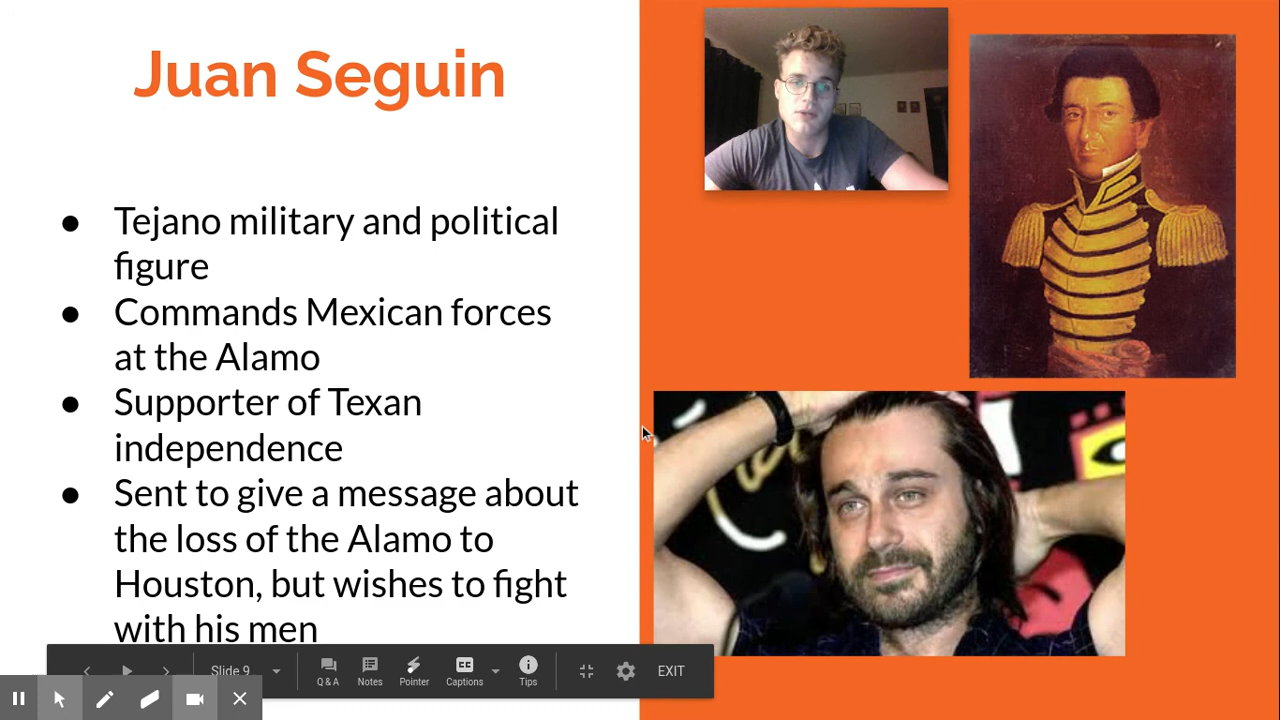 Juan Seguin
● Tejano military and political
figure
● Commands Mexican forces
at the Alamo
● Supporter of Texan
independence
● Sent to give a message about
the loss of the Alamo to
Houston, but wishes to fight
with his men
Slide 9
Q & A
Notes
Pointer
CC
Captions
Tips
EXIT